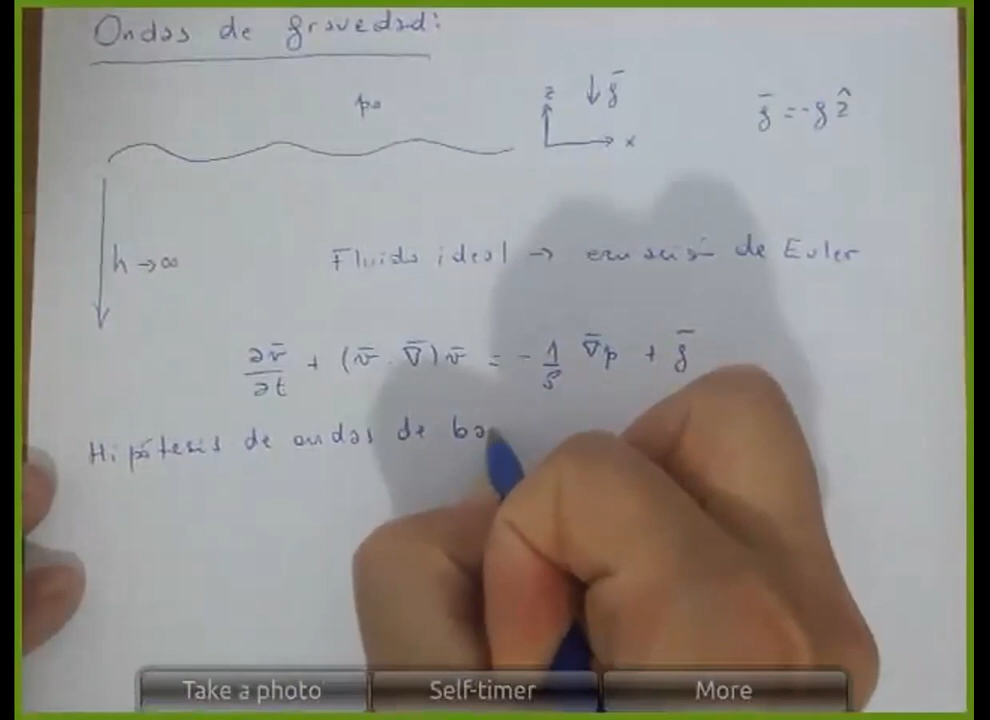 Ondas de gravedad:
p₀
z
↓ḡ
x
ḡ = -g ẑ
h → ∞
Fluido ideal → ecuación de Euler
∂v̄/∂t + (v̄ · ∇̄)v̄ = - 1/ρ ∇̄p + ḡ
Hipótesis de ondas de ba
Take a photo Self-timer More